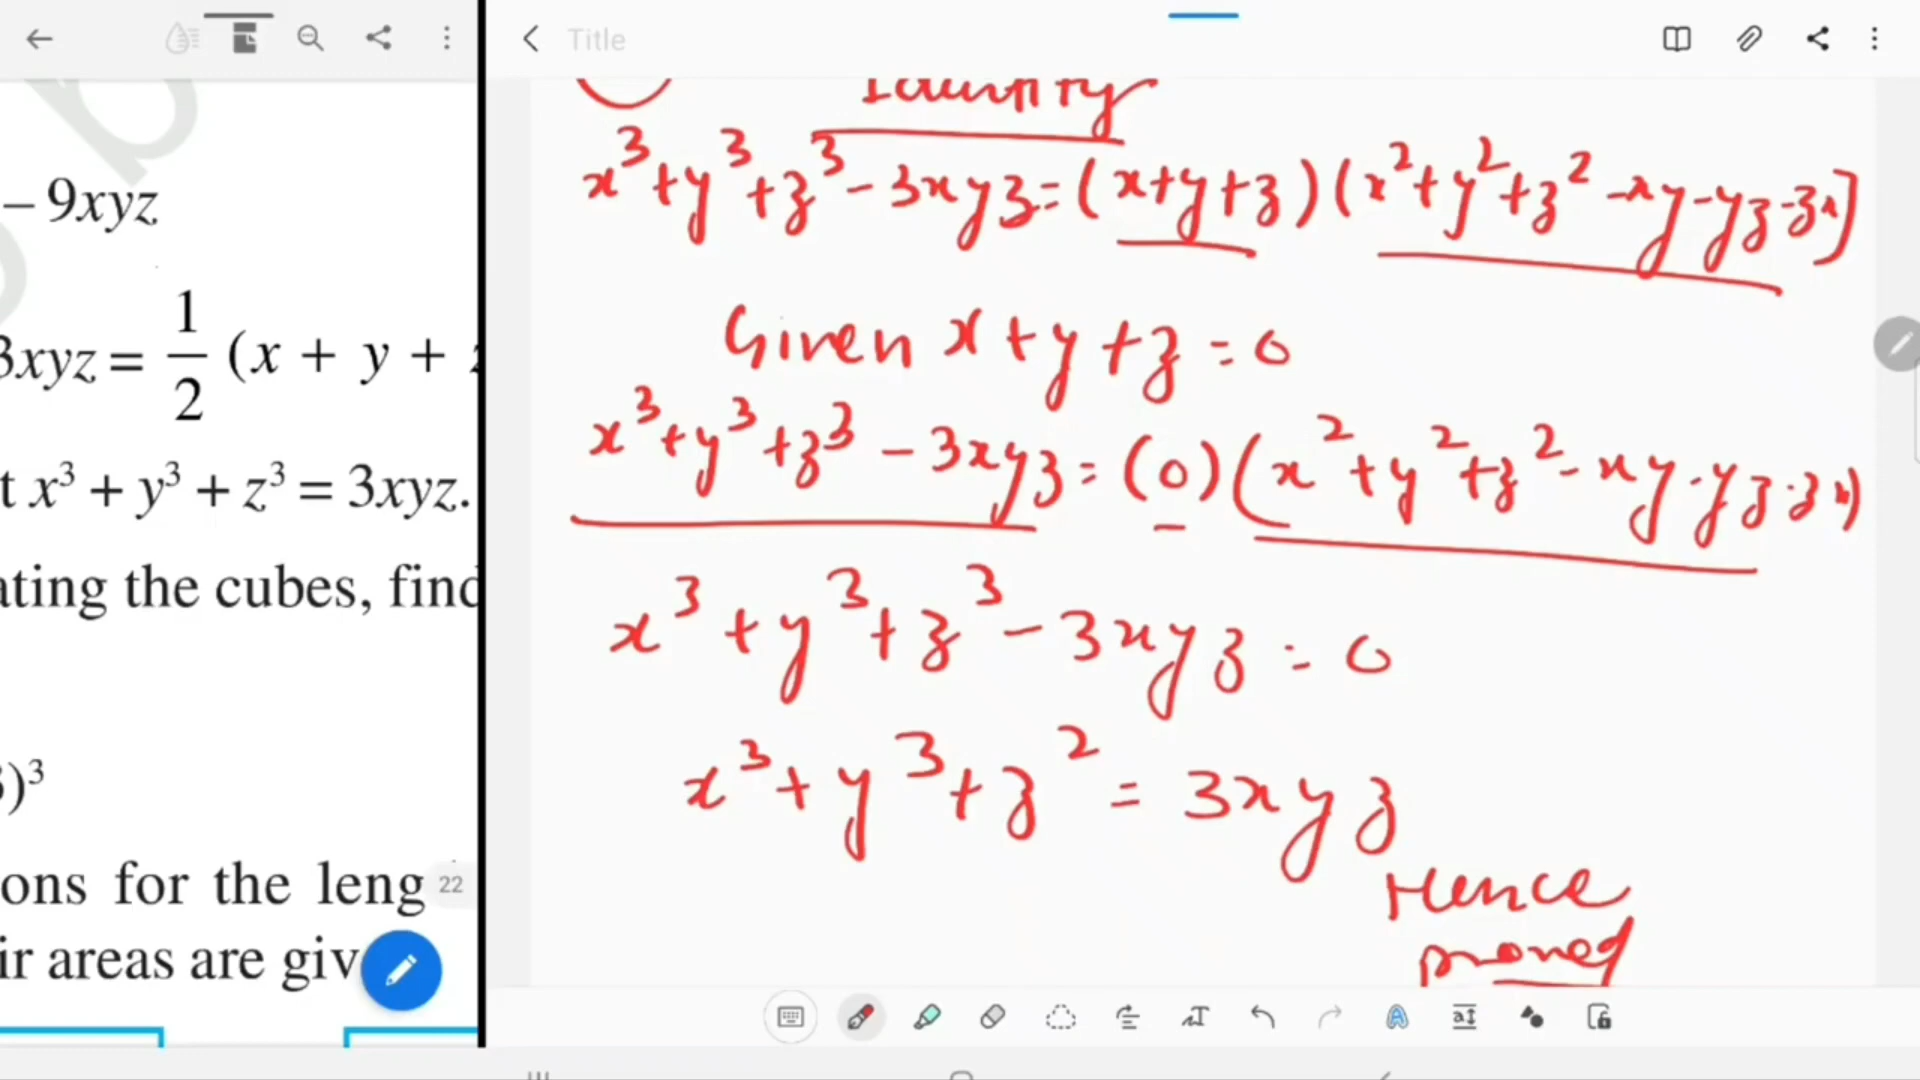 – 9xyz
3xyz = 1/2 (x + y + z
t x³ + y³ + z³ = 3xyz.
ating the cubes, find
)³
ons for the leng
22
ir areas are giv
Title
Identity
x³+y³+z³-3xyz=(x+y+z)(x²+y²+z²-xy-yz-zx)
Given x+y+z=0
x³+y³+z³-3xyz=(0)(x²+y²+z²-xy-yz-zx)
x³+y³+z³-3xyz=0
x³+y³+z²=3xyz
Hence
proved